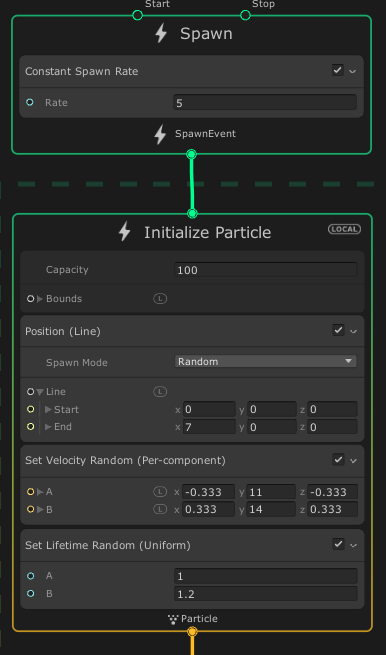 Start Stop
Spawn
Constant Spawn Rate
Rate 5
SpawnEvent
Initialize Particle LOCAL
Capacity 100
Bounds L
Position (Line)
Spawn Mode Random
Line L
Start x 0 y 0 z 0
End x 7 y 0 z 0
Set Velocity Random (Per-component)
A L x -0.333 y 11 z -0.333
B L x 0.333 y 14 z 0.333
Set Lifetime Random (Uniform)
A 1
B 1.2
Particle